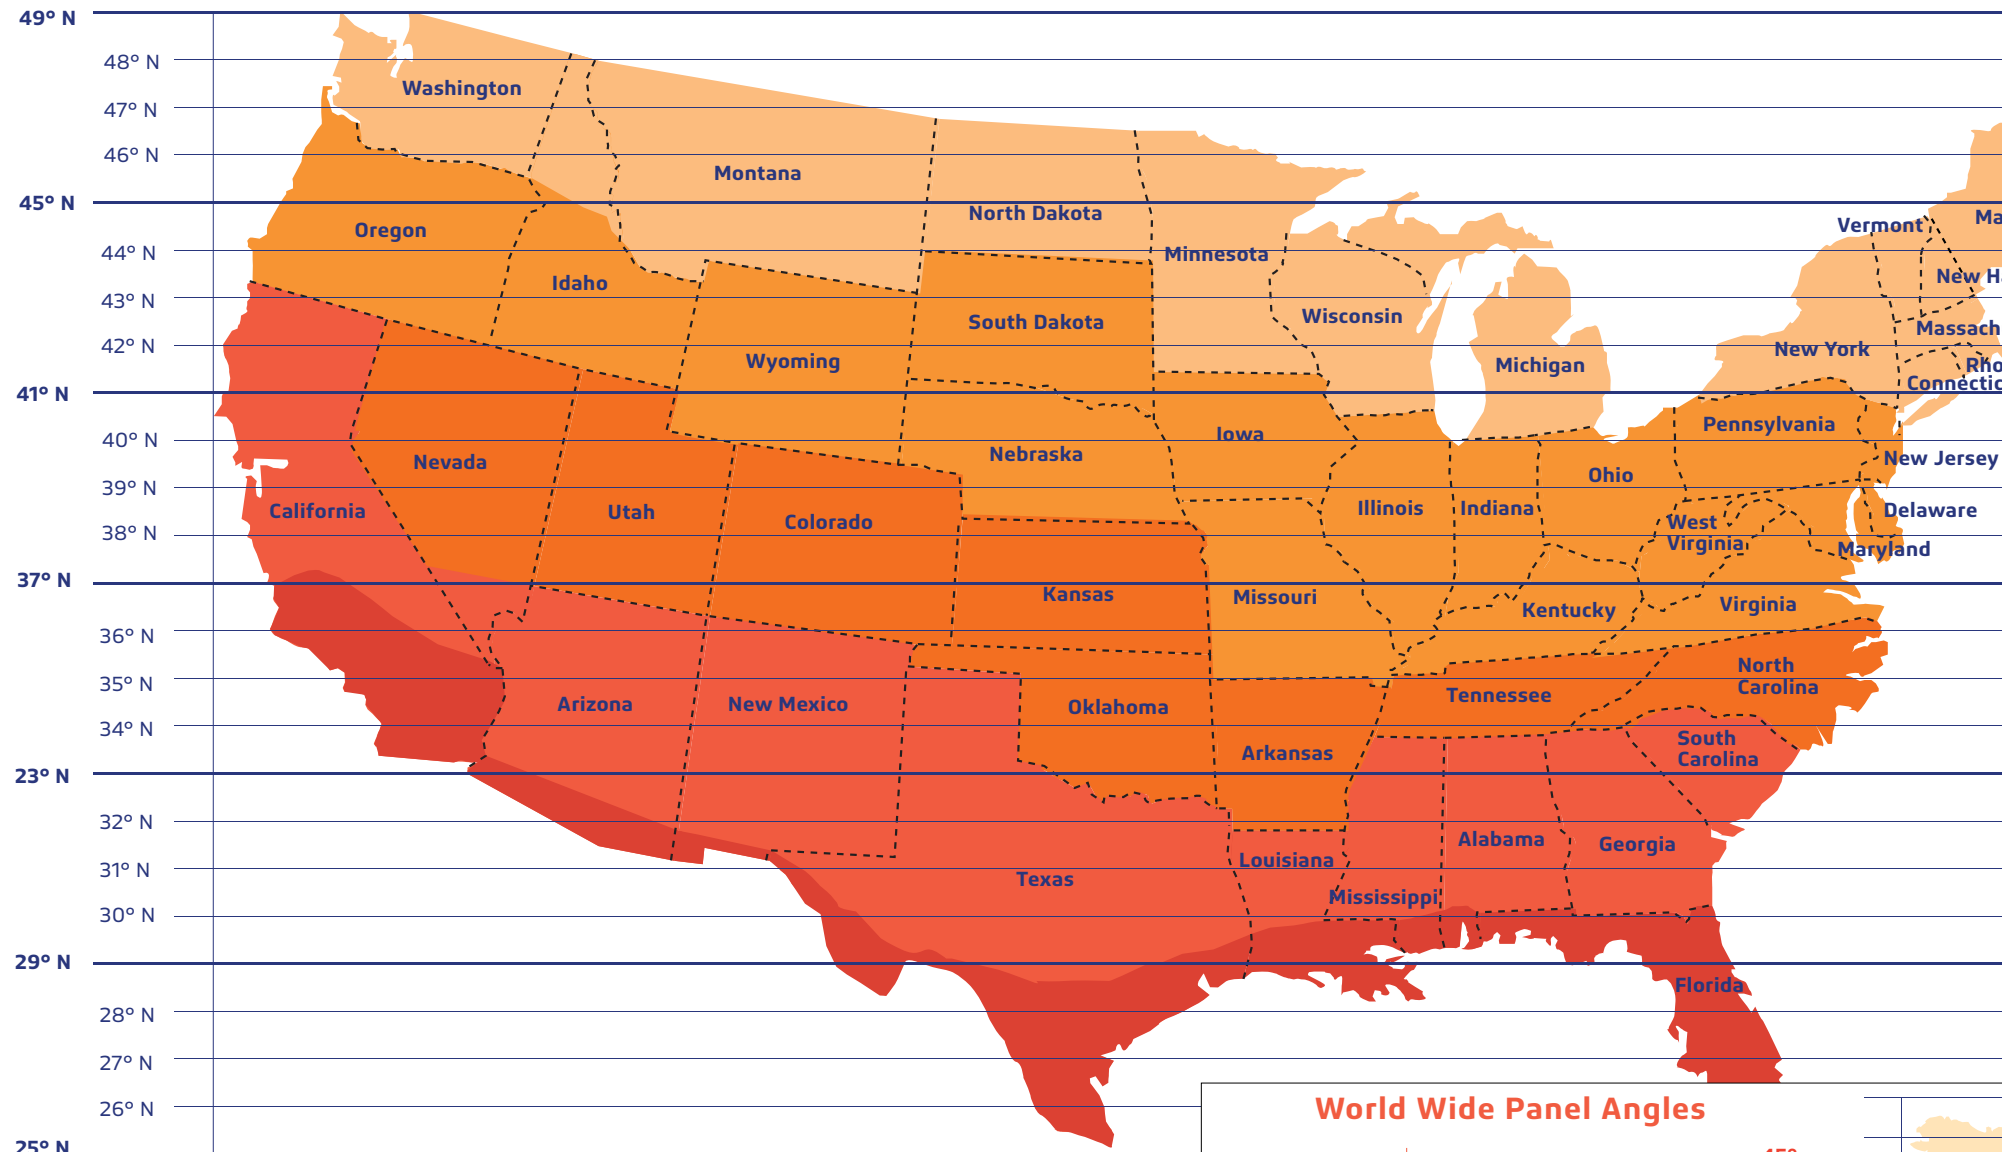 49° N
48° N
Washington
47° N
46° N
Montana
45° N
North Dakota
Vermont
Ma
Oregon
44° N
Minnesota
Idaho
New H
43° N
South Dakota
Wisconsin
Massach
42° N
Wyoming
Michigan
New York
Rho
Connectic
41° N
40° N
Iowa
Pennsylvania
Nevada
Nebraska
New Jersey
39° N
Ohio
California
Utah
Colorado
Illinois
Indiana
West
Virginia
Delaware
38° N
Maryland
37° N
Kansas
Missouri
Kentucky
Virginia
36° N
North
Carolina
35° N
Arizona
New Mexico
Oklahoma
Tennessee
34° N
South
Carolina
Arkansas
23° N
32° N
Alabama
Georgia
31° N
Louisiana
Texas
Mississippi
30° N
29° N
Florida
28° N
27° N
26° N
World Wide Panel Angles
25° N